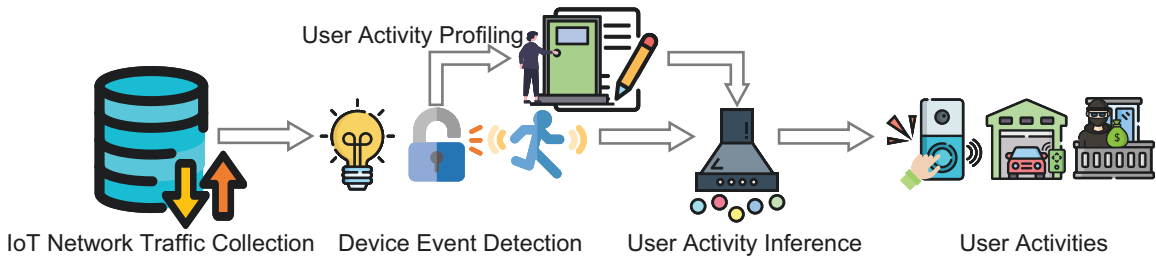 User Activity Profiling
$
IoT Network Traffic Collection
Device Event Detection
User Activity Inference
User Activities